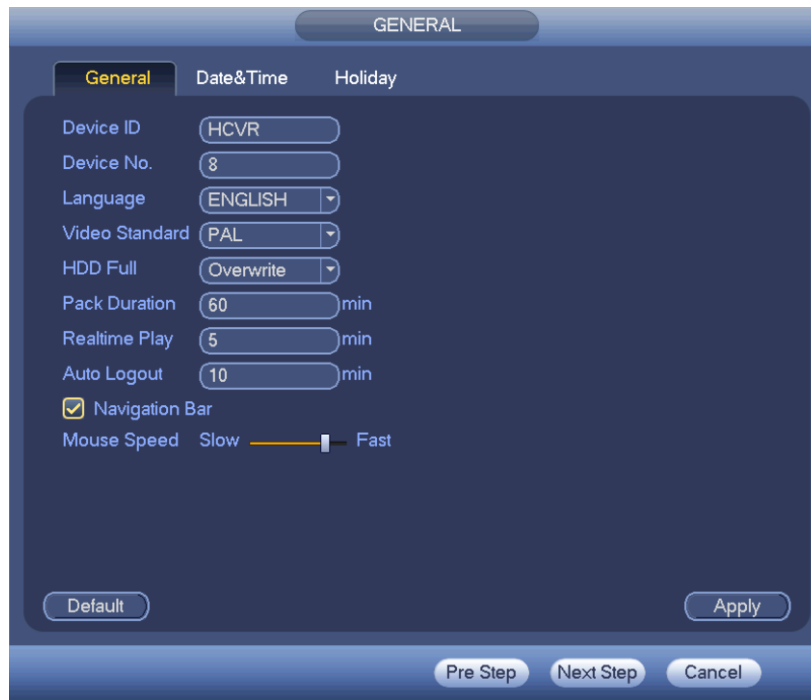 GENERAL
General Date&Time Holiday
Device ID HCVR
Device No. 8
Language ENGLISH
Video Standard PAL
HDD Full Overwrite
Pack Duration 60 min
Realtime Play 5 min
Auto Logout 10 min
Navigation Bar
Mouse Speed Slow Fast
Default Apply
Pre Step Next Step Cancel